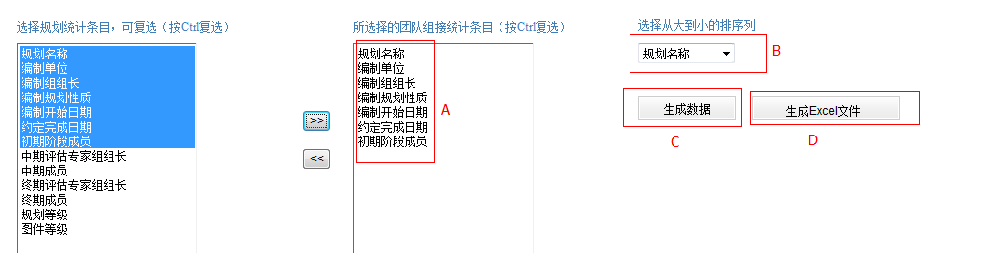 选择规划统计条目，可复选（按Ctrl复选）
规划名称
编制单位
编制组组长
编制规划性质
编制开始日期
约定完成日期
初期阶段成员
中期评估专家组组长
中期成员
终期评估专家组组长
终期成员
规划等级
图件等级
>>
<<
所选择的团队组接统计条目（按Ctrl复选）
规划名称
编制单位
编制组组长
编制规划性质
编制开始日期
约定完成日期
初期阶段成员
A
选择从大到小的排序列
规划名称
B
生成数据
生成Excel文件
C
D